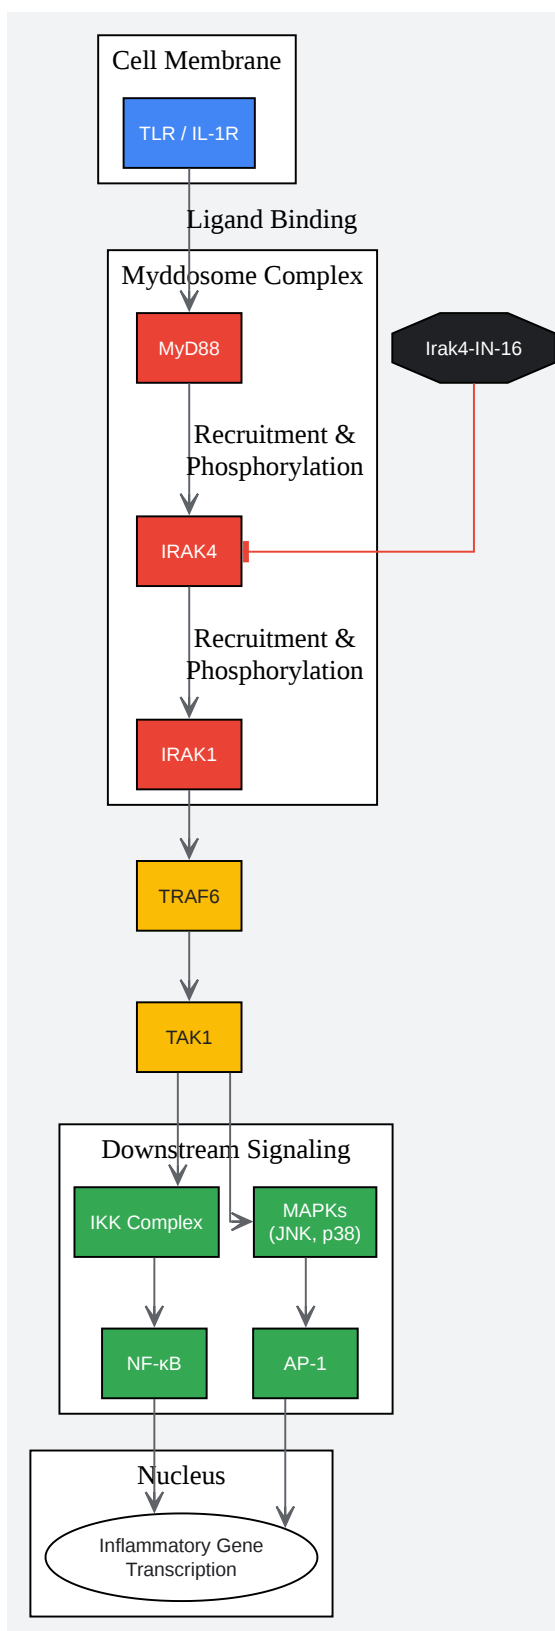 Cell Membrane
TLR / IL-1R
Ligand Binding
Myddosome Complex
MyD88
Irak4-IN-16
Recruitment &
Phosphorylation
IRAK4
Recruitment &
Phosphorylation
IRAK1
TRAF6
TAK1
Downstream Signaling
IKK Complex
MAPKs
(JNK, p38)
NF-κB
AP-1
Nucleus
Inflammatory Gene
Transcription